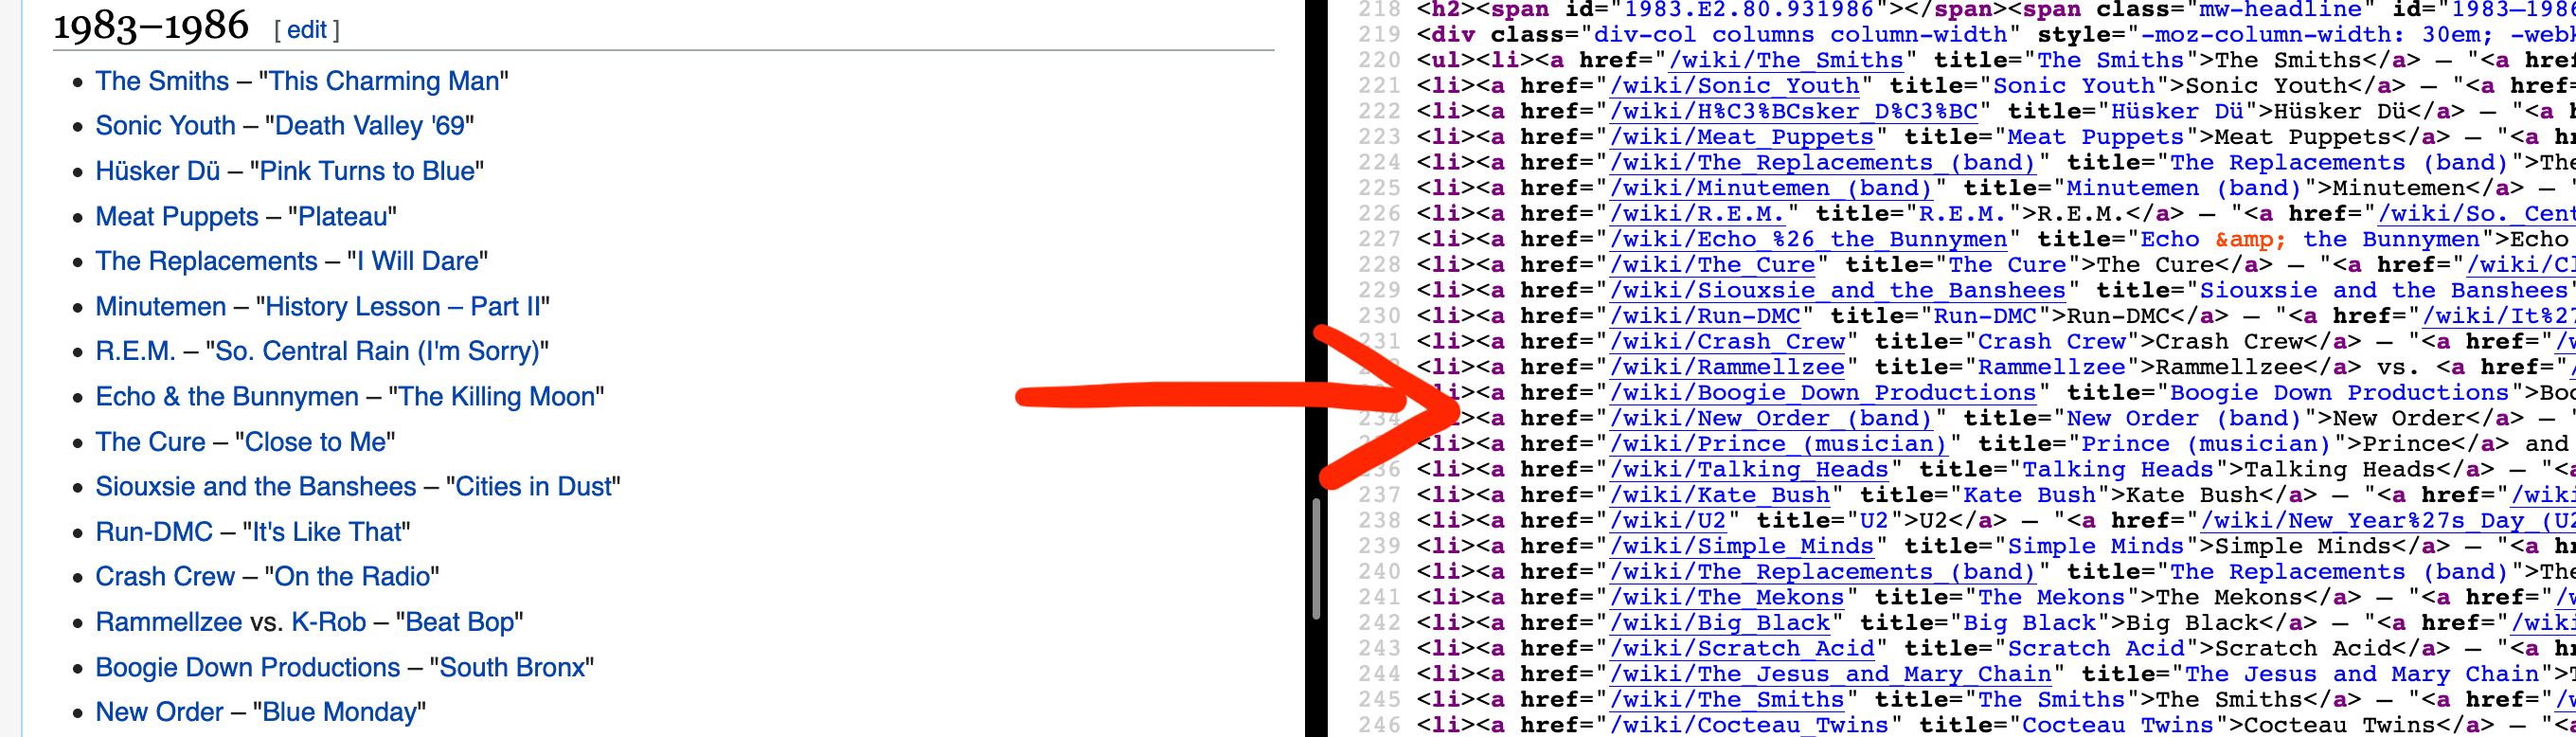 1983–1986 [ edit ]
• The Smiths – "This Charming Man"
• Sonic Youth – "Death Valley '69"
• Hüsker Dü – "Pink Turns to Blue"
• Meat Puppets – "Plateau"
• The Replacements – "I Will Dare"
• Minutemen – "History Lesson – Part II"
• R.E.M. – "So. Central Rain (I'm Sorry)"
• Echo & the Bunnymen – "The Killing Moon"
• The Cure – "Close to Me"
• Siouxsie and the Banshees – "Cities in Dust"
• Run-DMC – "It's Like That"
• Crash Crew – "On the Radio"
• Rammellzee vs. K-Rob – "Beat Bop"
• Boogie Down Productions – "South Bronx"
• New Order – "Blue Monday"
218 <h2><span id="1983.E2.80.931986"></span><span class="mw-headline" id="1983–1986
219 <div class="div-col columns column-width" style="-moz-column-width: 30em; -webk
220 <ul><li><a href="/wiki/The_Smiths" title="The Smiths">The Smiths</a> – "<a href
221 <li><a href="/wiki/Sonic_Youth" title="Sonic Youth">Sonic Youth</a> – "<a href=
222 <li><a href="/wiki/H%C3%BCsker_D%C3%BC" title="Hüsker Dü">Hüsker Dü</a> – "<a h
223 <li><a href="/wiki/Meat_Puppets" title="Meat Puppets">Meat Puppets</a> – "<a hr
224 <li><a href="/wiki/The_Replacements_(band)" title="The Replacements (band)">The
225 <li><a href="/wiki/Minutemen_(band)" title="Minutemen (band)">Minutemen</a> – "
226 <li><a href="/wiki/R.E.M." title="R.E.M.">R.E.M.</a> – "<a href="/wiki/So._Cent
227 <li><a href="/wiki/Echo_%26_the_Bunnymen" title="Echo &amp; the Bunnymen">Echo
228 <li><a href="/wiki/The_Cure" title="The Cure">The Cure</a> – "<a href="/wiki/Cl
229 <li><a href="/wiki/Siouxsie_and_the_Banshees" title="Siouxsie and the Banshees"
230 <li><a href="/wiki/Run-DMC" title="Run-DMC">Run-DMC</a> – "<a href="/wiki/It%27
231 <li><a href="/wiki/Crash_Crew" title="Crash Crew">Crash Crew</a> – "<a href="/w
<li><a href="/wiki/Rammellzee" title="Rammellzee">Rammellzee</a> vs. <a href="/
li><a href="/wiki/Boogie_Down_Productions" title="Boogie Down Productions">Boo
234 ><a href="/wiki/New_Order_(band)" title="New Order (band)">New Order</a> –
<li><a href="/wiki/Prince_(musician)" title="Prince (musician)">Prince</a> and
236 <li><a href="/wiki/Talking_Heads" title="Talking Heads">Talking Heads</a> – "<a
237 <li><a href="/wiki/Kate_Bush" title="Kate Bush">Kate Bush</a> – "<a href="/wiki
238 <li><a href="/wiki/U2" title="U2">U2</a> – "<a href="/wiki/New_Year%27s_Day_(U2
239 <li><a href="/wiki/Simple_Minds" title="Simple Minds">Simple Minds</a> – "<a hr
240 <li><a href="/wiki/The_Replacements_(band)" title="The Replacements (band)">The
241 <li><a href="/wiki/The_Mekons" title="The Mekons">The Mekons</a> – "<a href="/w
242 <li><a href="/wiki/Big_Black" title="Big Black">Big Black</a> – "<a href="/wiki
243 <li><a href="/wiki/Scratch_Acid" title="Scratch Acid">Scratch Acid</a> – "<a hr
244 <li><a href="/wiki/The_Jesus_and_Mary_Chain" title="The Jesus and Mary Chain">T
245 <li><a href="/wiki/The_Smiths" title="The Smiths">The Smiths</a> – "<a href="/w
246 <li><a href="/wiki/Cocteau_Twins" title="Cocteau Twins">Cocteau Twins</a> – "<a